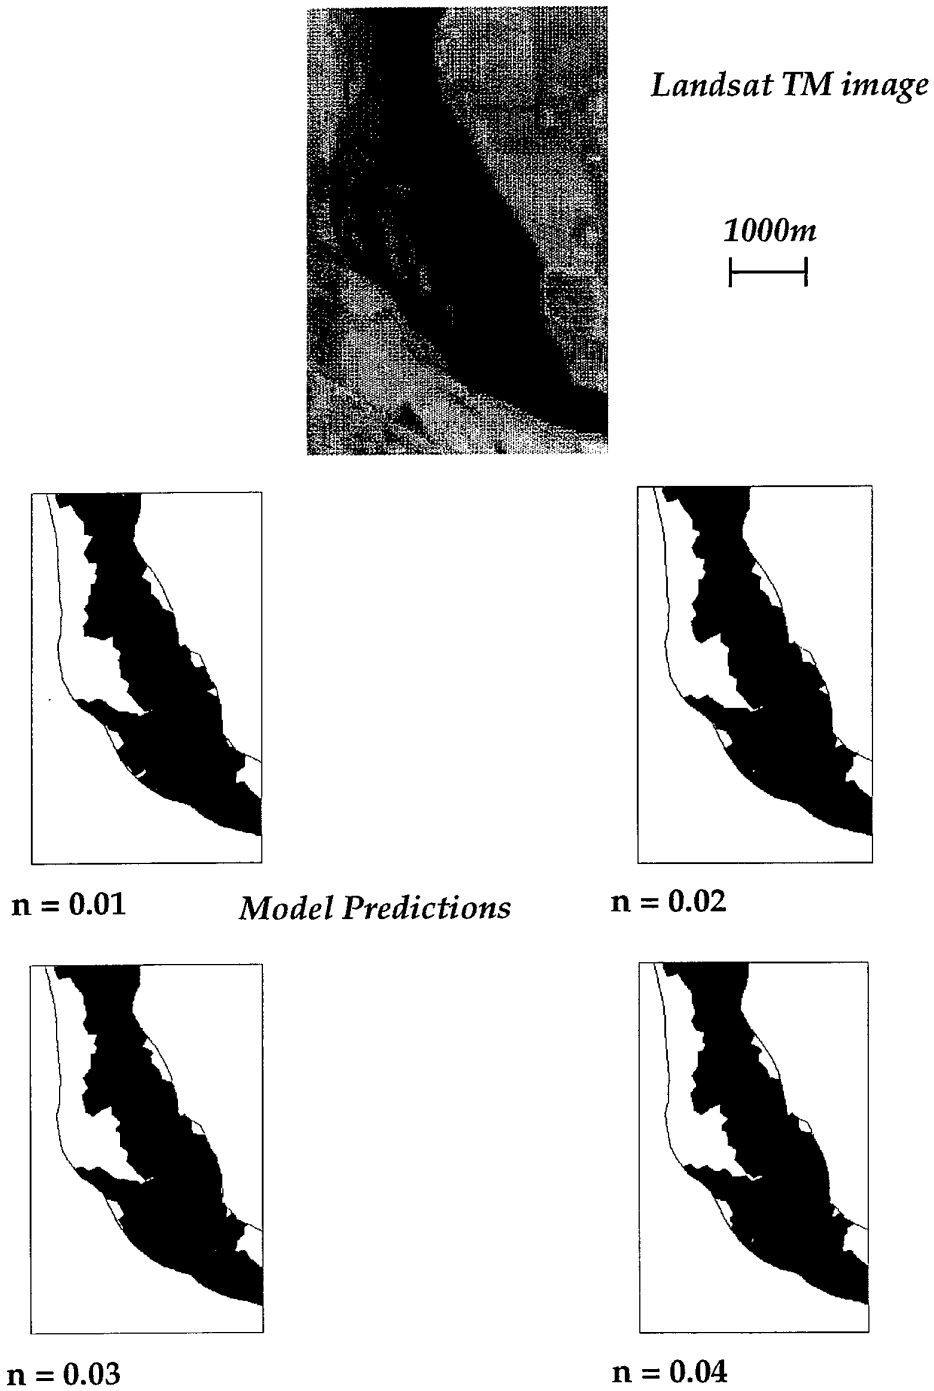 Landsat TM image
1000m
n = 0.01
Model Predictions
n = 0.02
n = 0.03
n = 0.04